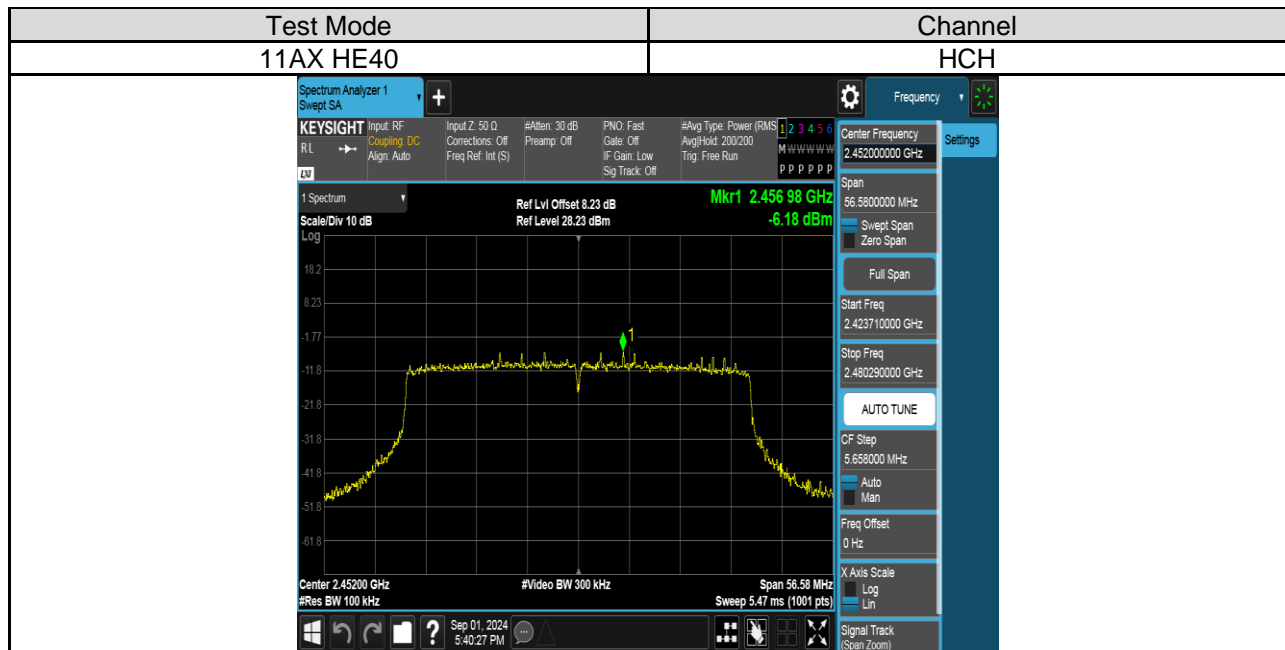 Test Mode Channel
11AX HE40 HCH
Spectrum Analyzer 1
Swept SA
Frequency
KEYSIGHT Input: RF Input Z: 50 Ω #Atten: 30 dB PNO: Fast #Avg Type: Power (RMS 1 2 3 4 5 6
RL Coupling: DC Corrections: Off Preamp: Off Gate: Off Avg|Hold: 200/200 M W W W W W
Align: Auto Freq Ref: Int (S) IF Gain: Low Trig: Free Run
LXI Sig Track: Off P P P P P P
Center Frequency
2.452000000 GHz
Settings
1 Spectrum
Ref Lvl Offset 8.23 dB
Mkr1 2.456 98 GHz
Scale/Div 10 dB
Ref Level 28.23 dBm
-6.18 dBm
Log
18.2
8.23
-1.77
-11.8
-21.8
-31.8
-41.8
-51.8
-61.8
1
Center 2.45200 GHz #Video BW 300 kHz Span 56.58 MHz
#Res BW 100 kHz Sweep 5.47 ms (1001 pts)
Span
56.5800000 MHz
Swept Span
Zero Span
Full Span
Start Freq
2.423710000 GHz
Stop Freq
2.480290000 GHz
AUTO TUNE
CF Step
5.658000 MHz
Auto
Man
Freq Offset
0 Hz
X Axis Scale
Log
Lin
Signal Track
(Span Zoom)
?
Sep 01, 2024
5:40:27 PM